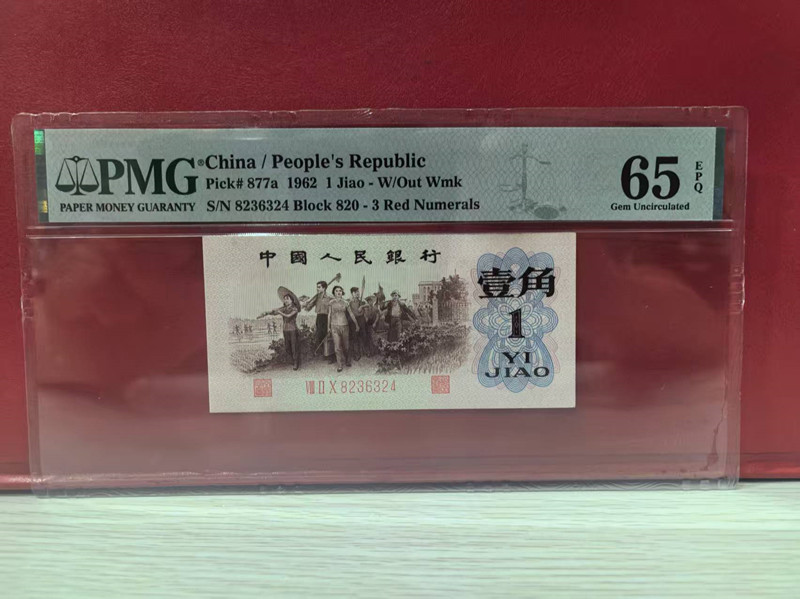 PMG®
PAPER MONEY GUARANTY
China / People's Republic
Pick# 877a 1962 1 Jiao - W/Out Wmk
S/N 8236324 Block 820 - 3 Red Numerals
65 EPQ
Gem Uncirculated
中國人民銀行
壹角
1
YI
JIAO
VIII II X 8236324